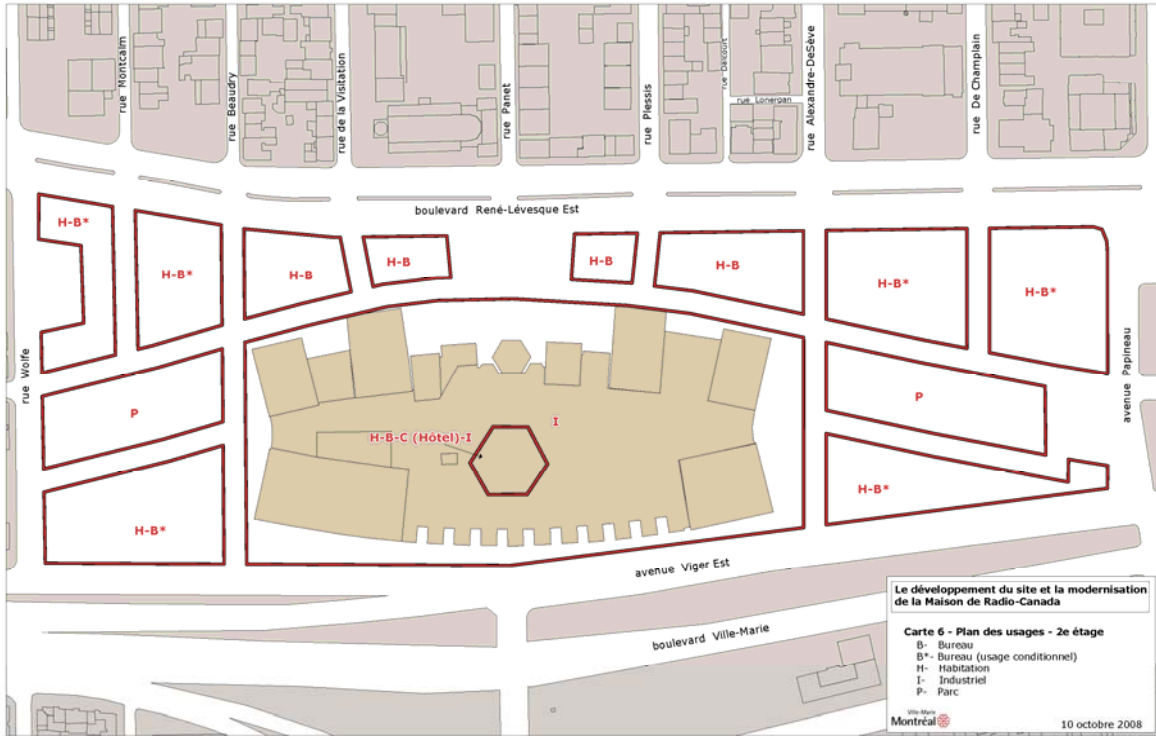 rue Montcalm
rue Beaudry
rue de la Visitation
rue Panet
rue Plessis
rue Dalcourt
rue Lonergan
rue Alexandre-DeSève
rue De Champlain
boulevard René-Lévesque Est
H-B*
H-B*
H-B
H-B
H-B
H-B
H-B*
H-B*
rue Wolfe
avenue Papineau
P
P
H-B-C (Hôtel)-I
I
H-B*
H-B*
avenue Viger Est
boulevard Ville-Marie
Le développement du site et la modernisation
de la Maison de Radio-Canada
Carte 6 - Plan des usages - 2e étage
B- Bureau
B*- Bureau (usage conditionnel)
H- Habitation
I- Industriel
P- Parc
Ville-Marie
Montréal
10 octobre 2008